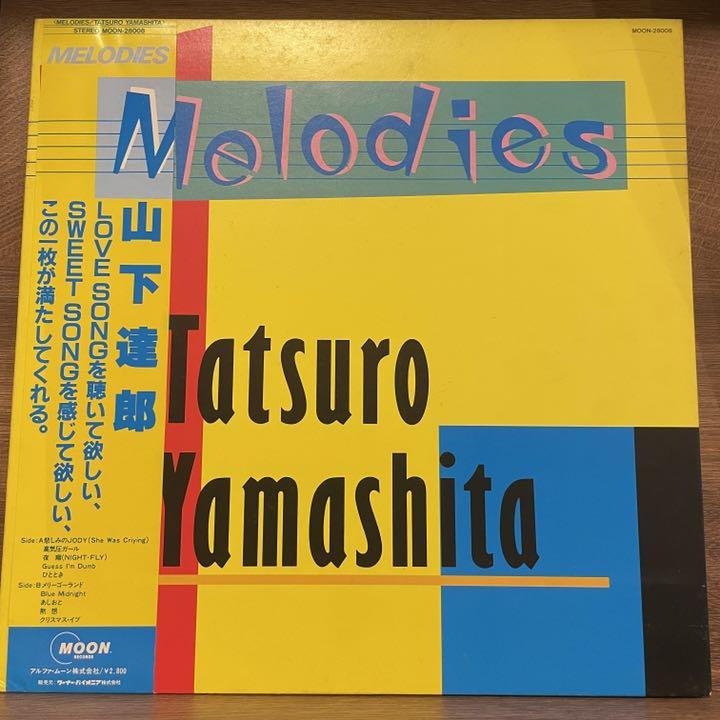 〈MELODIES/TATSURO YAMASHITA〉
STEREO MOON-28008
MOON-28008
MELODIES
Melodies
山下達郎
LOVE SONGを聴いて欲しい、
SWEET SONGを感じて欲しい、
この一枚が満たしてくれる。
Tatsuro
Yamashita
Side:A悲しみのJODY(She Was Criying)
高気圧ガール
夜翔(NIGHT-FLY)
Guess I'm Dumb
ひととき
Side:Bメリーゴーランド
Blue Midnight
あしおと
黙想
クリスマス・イブ
MOON.
RECORDS
アルファ・ムーン株式会社/¥2,800
販売元:ワーナー・パイオニア株式会社